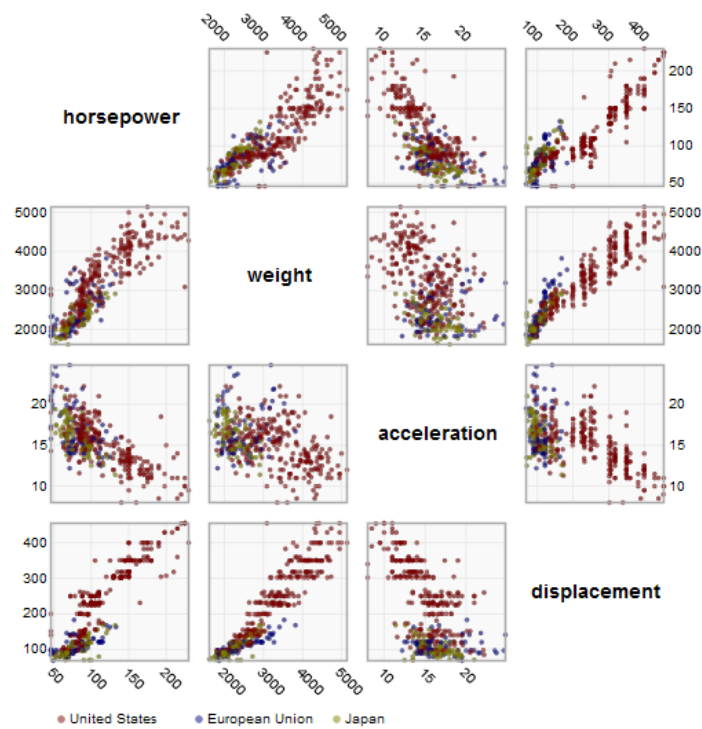 2000 3000 4000 5000 10 15 20 100 200 300 400
200
horsepower 150
100
50
5000 5000
4000 4000
weight
3000 3000
2000 2000
20 20
acceleration
15 15
10 10
400
300
displacement
200
100
50 100 150 200 2000 3000 4000 5000 10 15 20
United States European Union Japan